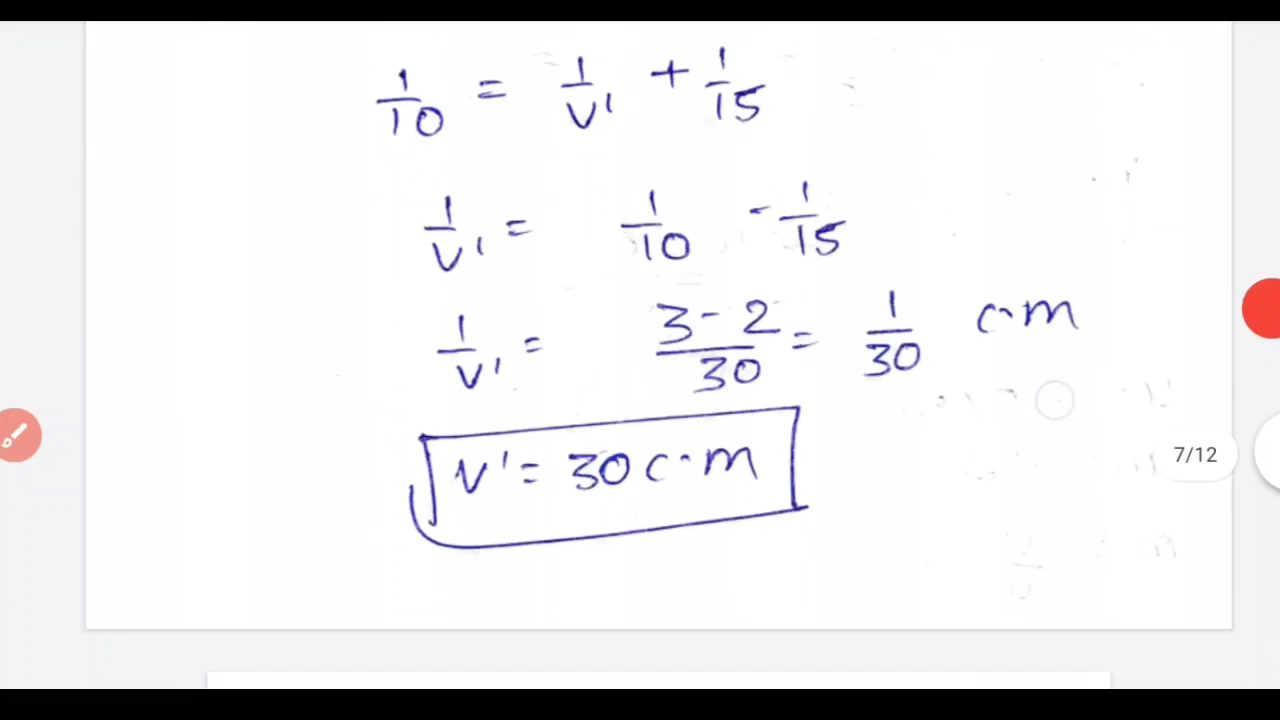 1/10 = 1/v' + 1/15
1/v' = 1/10 - 1/15
1/v' = 3-2/30 = 1/30 c.m
v' = 30 c.m
7/12